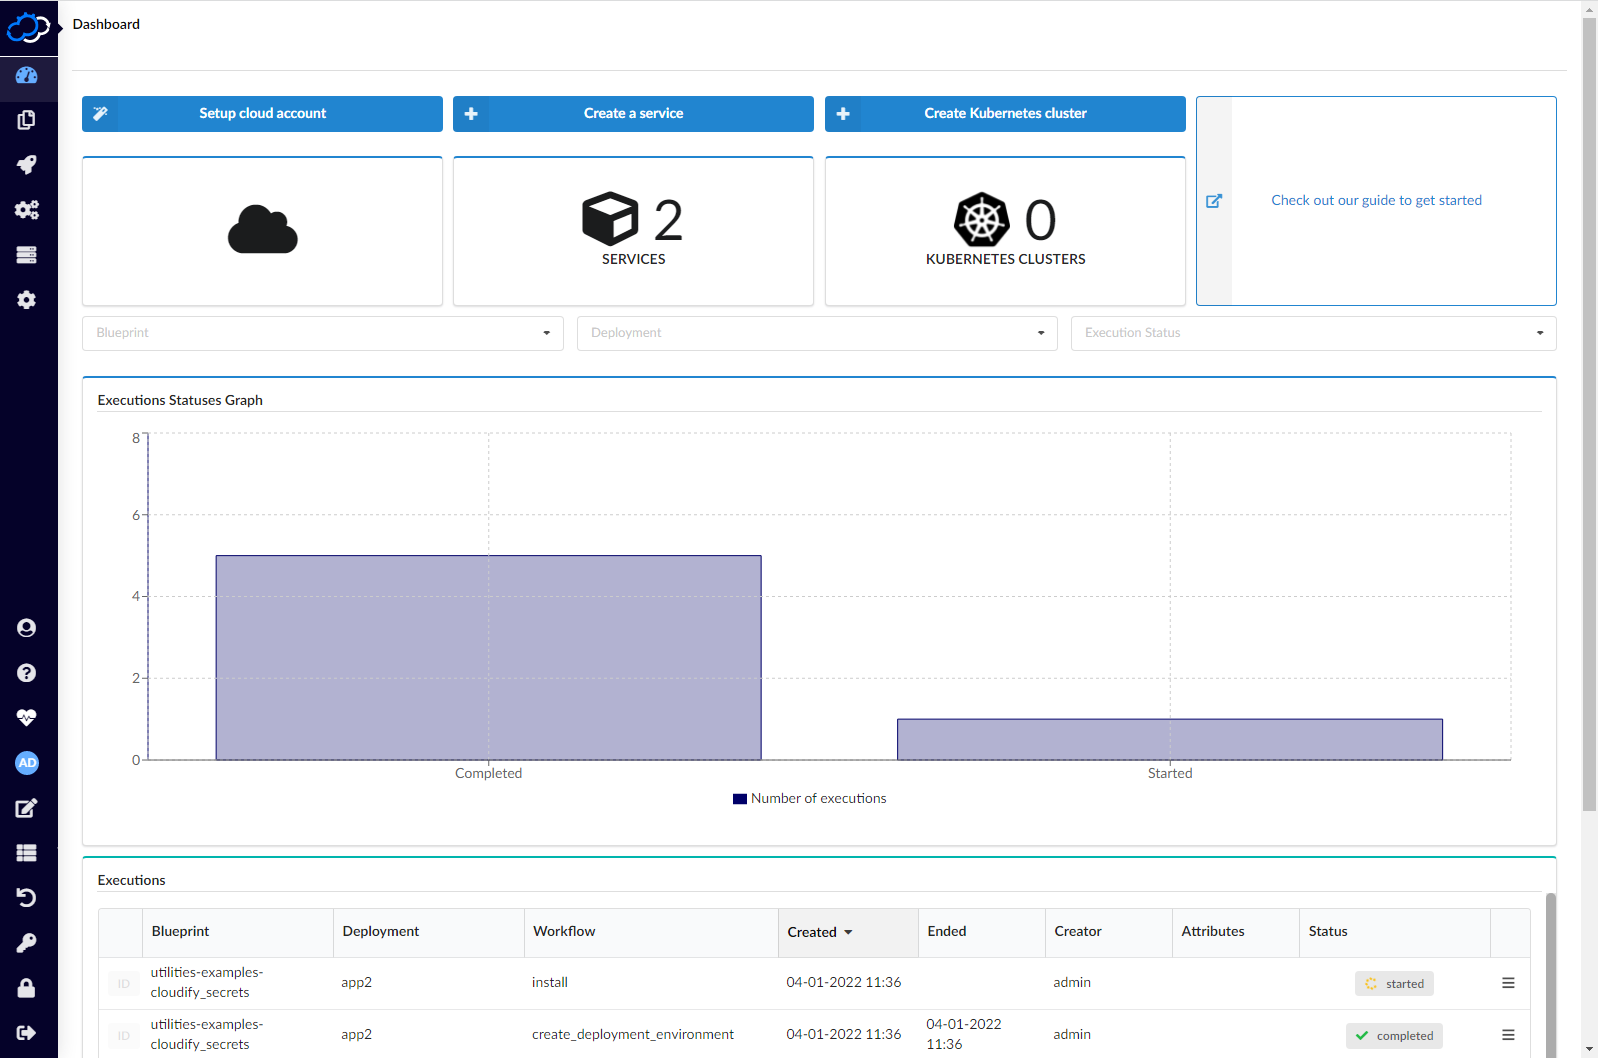 Dashboard
Setup cloud account
Create a service
Create Kubernetes cluster
Check out our guide to get started
2
SERVICES
0
KUBERNETES CLUSTERS
Blueprint
Deployment
Execution Status
Executions Statuses Graph
8
6
4
2
0
Completed
Started
Number of executions
AD
Executions
Blueprint Deployment Workflow Created Ended Creator Attributes Status
ID utilities-examples-cloudify_secrets app2 install 04-01-2022 11:36 admin started
ID utilities-examples-cloudify_secrets app2 create_deployment_environment 04-01-2022 11:36 04-01-2022 11:36 admin completed